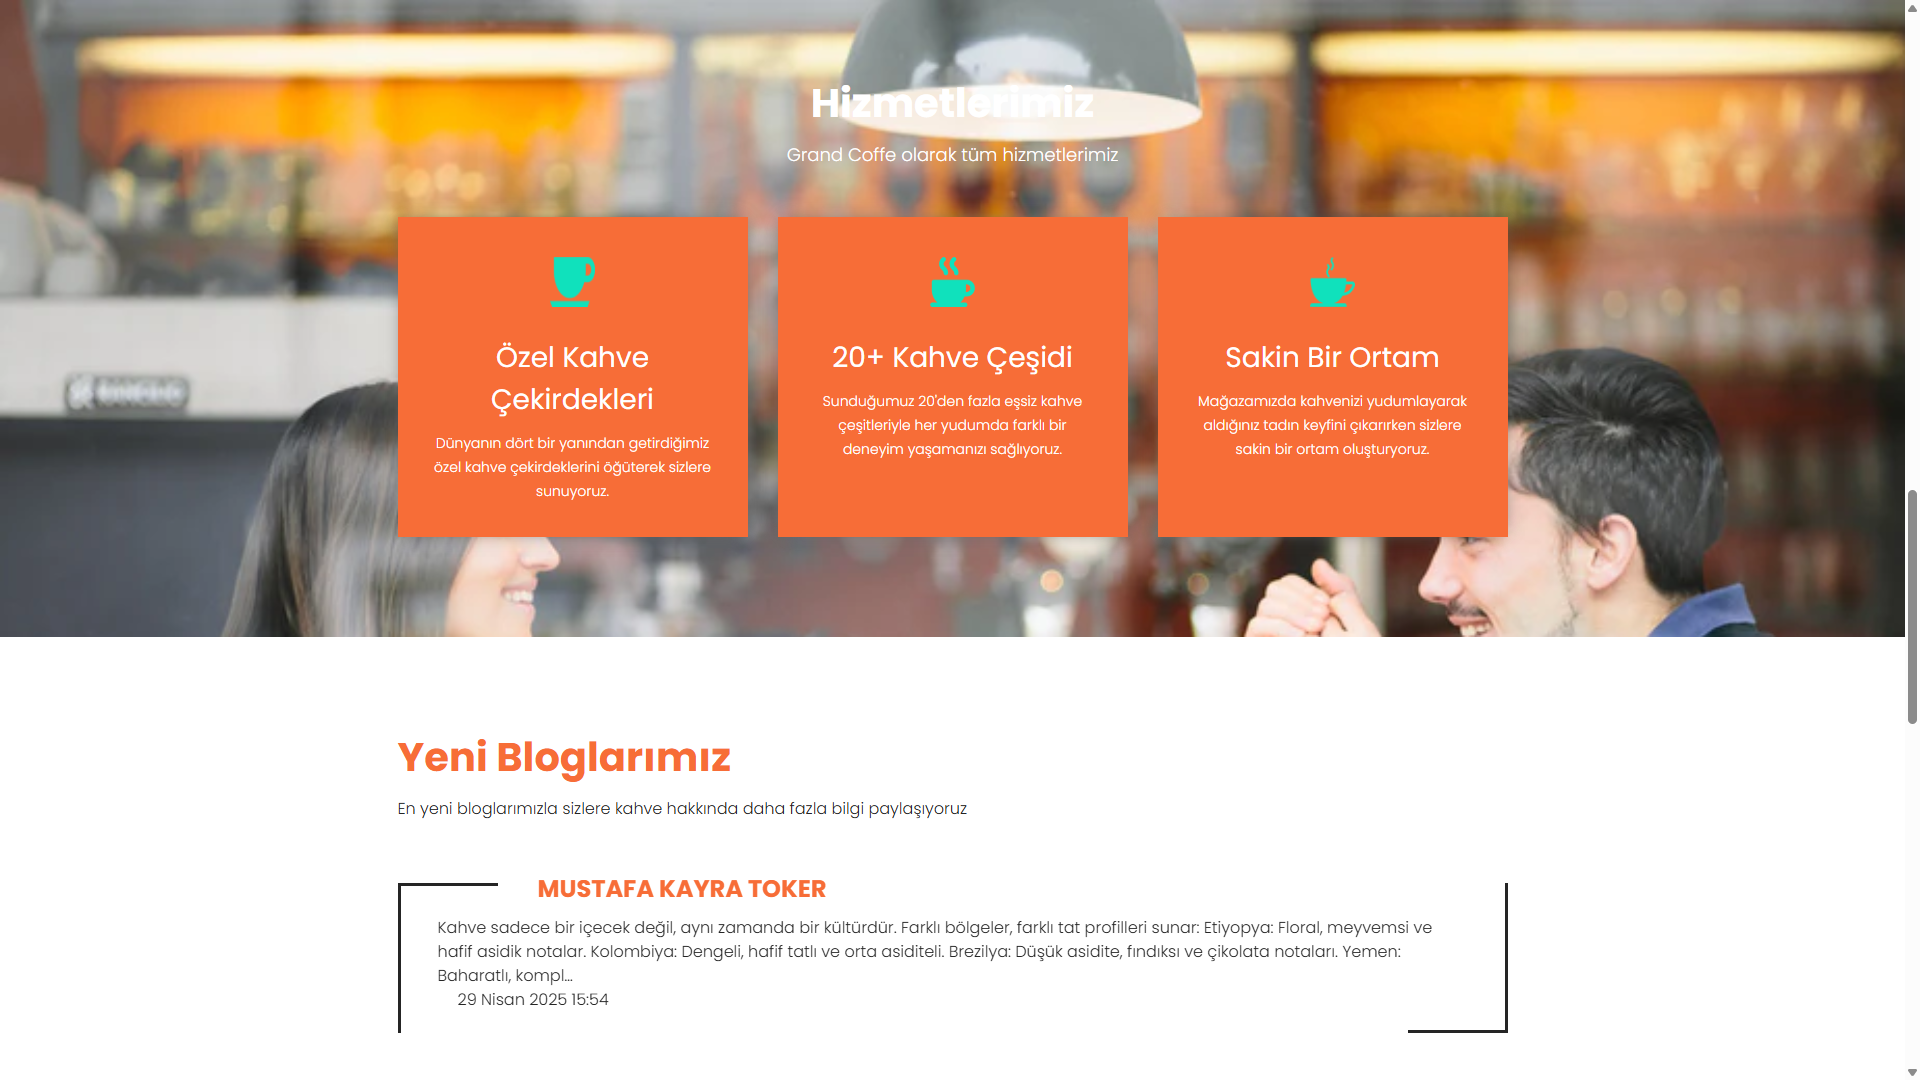 Hizmetlerimiz
Grand Coffe olarak tüm hizmetlerimiz
Özel Kahve
Çekirdekleri
Dünyanın dört bir yanından getirdiğimiz
özel kahve çekirdeklerini öğüterek sizlere
sunuyoruz.
20+ Kahve Çeşidi
Sunduğumuz 20'den fazla eşsiz kahve
çeşitleriyle her yudumda farklı bir
deneyim yaşamanızı sağlıyoruz.
Sakin Bir Ortam
Mağazamızda kahvenizi yudumlayarak
aldığınız tadın keyfini çıkarırken sizlere
sakin bir ortam oluşturyoruz.
Yeni Bloglarımız
En yeni bloglarımızla sizlere kahve hakkında daha fazla bilgi paylaşıyoruz
MUSTAFA KAYRA TOKER
Kahve sadece bir içecek değil, aynı zamanda bir kültürdür. Farklı bölgeler, farklı tat profilleri sunar: Etiyopya: Floral, meyvemsi ve
hafif asidik notalar. Kolombiya: Dengeli, hafif tatlı ve orta asiditeli. Brezilya: Düşük asidite, fındıksı ve çikolata notaları. Yemen:
Baharatlı, kompl...
29 Nisan 2025 15:54